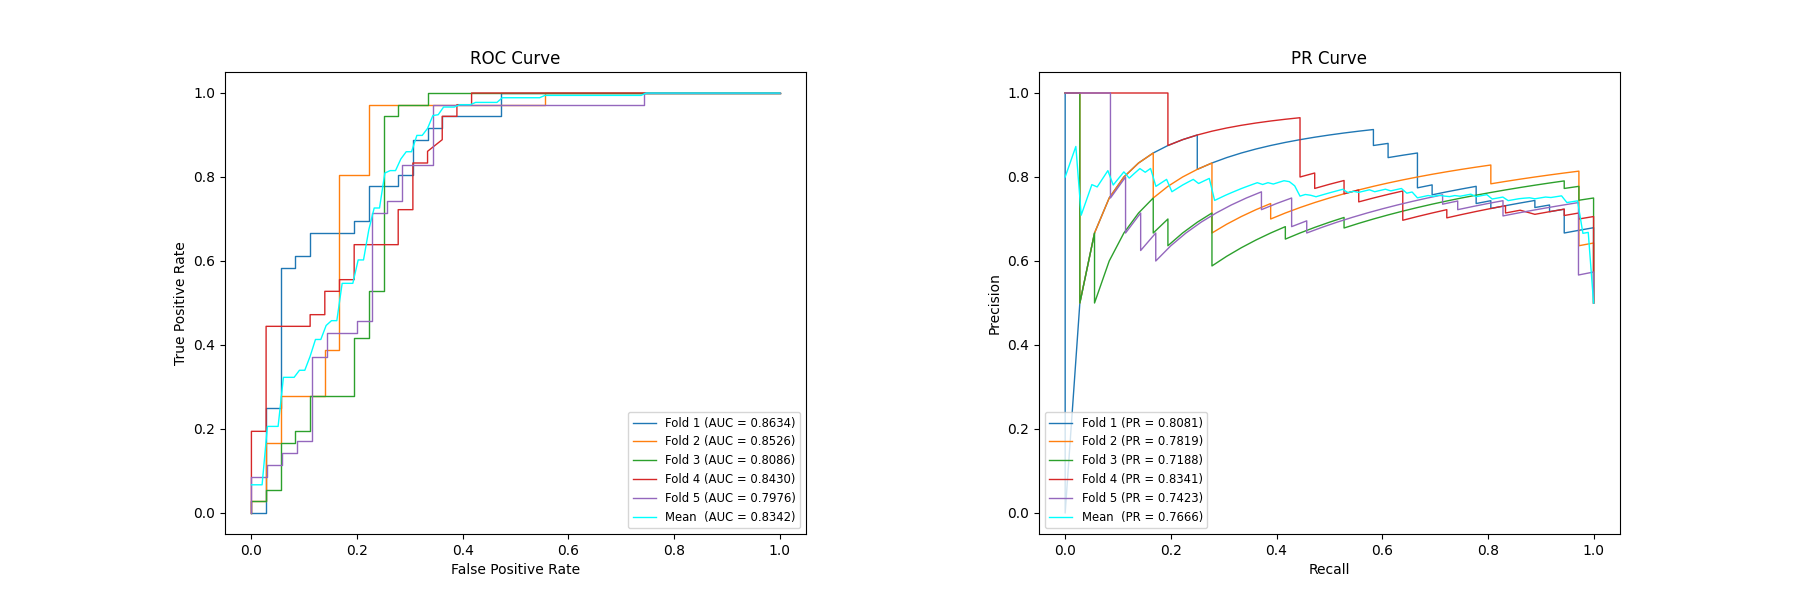 ROC Curve
True Positive Rate
1.0
0.8
0.6
0.4
0.2
0.0
Fold 1 (AUC = 0.8634)
Fold 2 (AUC = 0.8526)
Fold 3 (AUC = 0.8086)
Fold 4 (AUC = 0.8430)
Fold 5 (AUC = 0.7976)
Mean  (AUC = 0.8342)
0.0 0.2 0.4 0.6 0.8 1.0
False Positive Rate
PR Curve
Precision
1.0
0.8
0.6
0.4
0.2
0.0
Fold 1 (PR = 0.8081)
Fold 2 (PR = 0.7819)
Fold 3 (PR = 0.7188)
Fold 4 (PR = 0.8341)
Fold 5 (PR = 0.7423)
Mean  (PR = 0.7666)
0.0 0.2 0.4 0.6 0.8 1.0
Recall